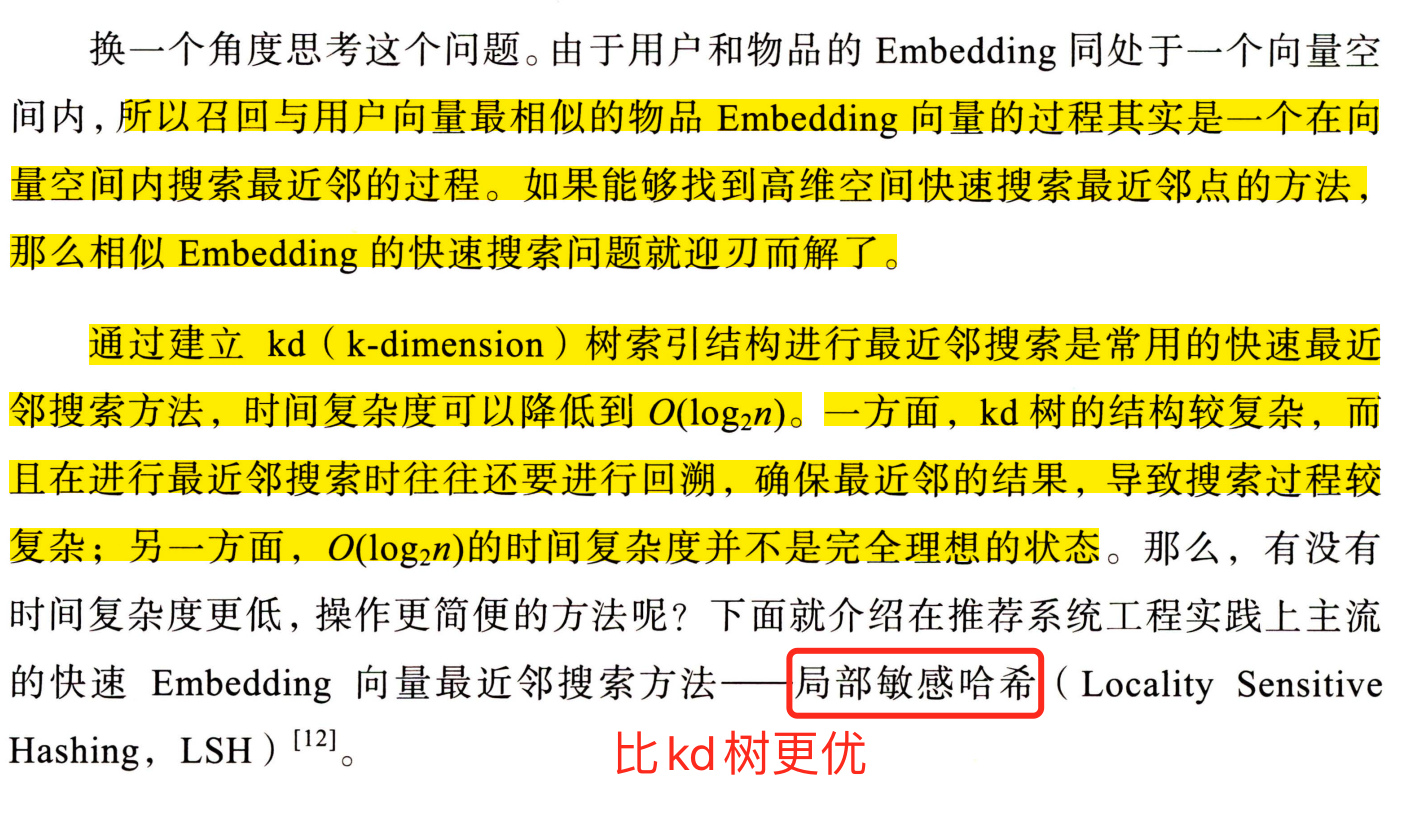 换一个角度思考这个问题。由于用户和物品的 Embedding 同处于一个向量空
间内，所以召回与用户向量最相似的物品 Embedding 向量的过程其实是一个在向
量空间内搜索最近邻的过程。如果能够找到高维空间快速搜索最近邻点的方法，
那么相似 Embedding 的快速搜索问题就迎刃而解了。
通过建立 kd（k-dimension）树索引结构进行最近邻搜索是常用的快速最近
邻搜索方法，时间复杂度可以降低到 O(log₂n)。一方面，kd 树的结构较复杂，而
且在进行最近邻搜索时往往还要进行回溯，确保最近邻的结果，导致搜索过程较
复杂；另一方面，O(log₂n)的时间复杂度并不是完全理想的状态。那么，有没有
时间复杂度更低，操作更简便的方法呢？下面就介绍在推荐系统工程实践上主流
的快速 Embedding 向量最近邻搜索方法——局部敏感哈希（Locality Sensitive
Hashing，LSH）[12]。
比kd树更优